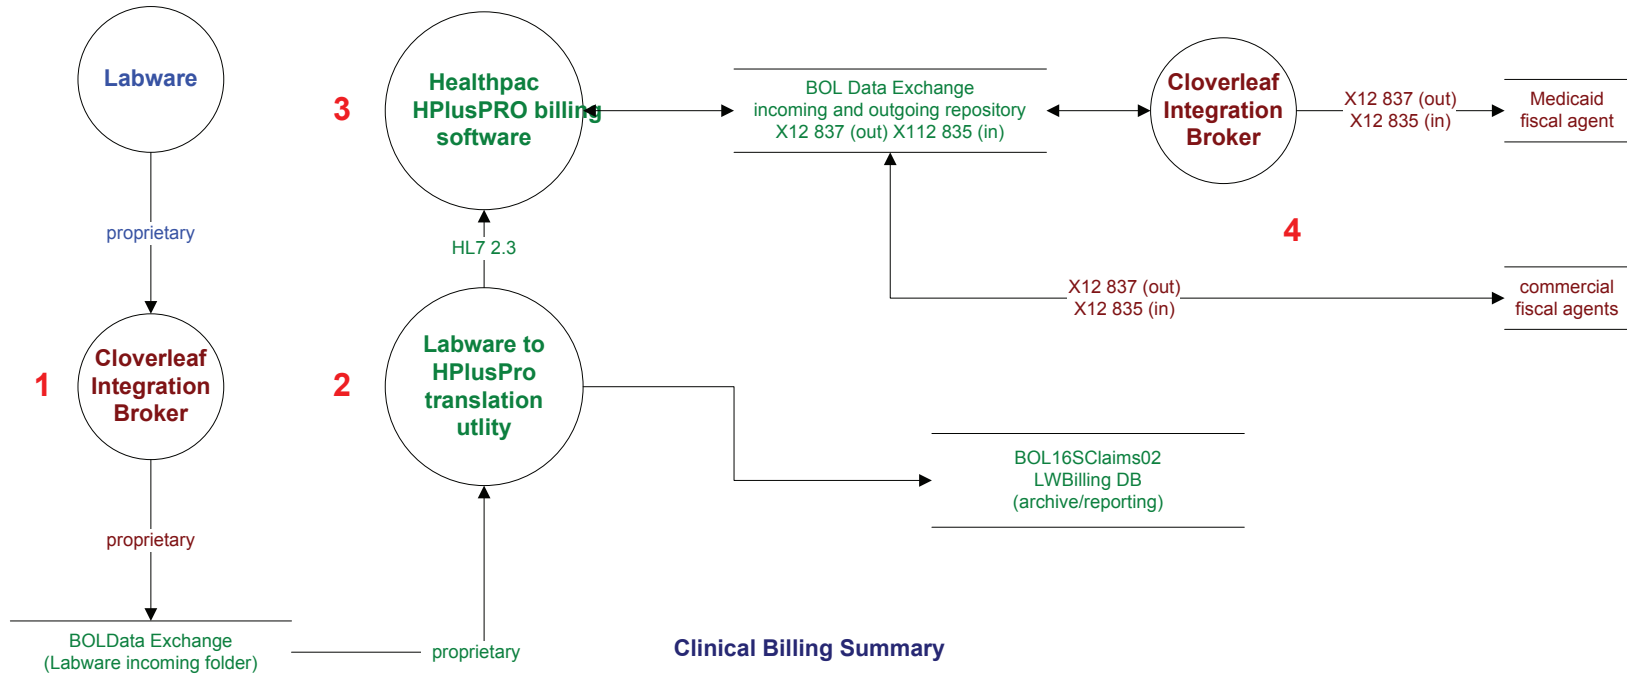 Labware
proprietary
1
Cloverleaf
Integration
Broker
proprietary
BOLData Exchange
(Labware incoming folder)
proprietary
2
Labware to
HPlusPro
translation
utlity
HL7 2.3
3
Healthpac
HPlusPRO billing
software
BOL Data Exchange
incoming and outgoing repository
X12 837 (out) X112 835 (in)
Cloverleaf
Integration
Broker
X12 837 (out)
X12 835 (in)
Medicaid
fiscal agent
4
X12 837 (out)
X12 835 (in)
commercial
fiscal agents
BOL16SClaims02
LWBilling DB
(archive/reporting)
Clinical Billing Summary